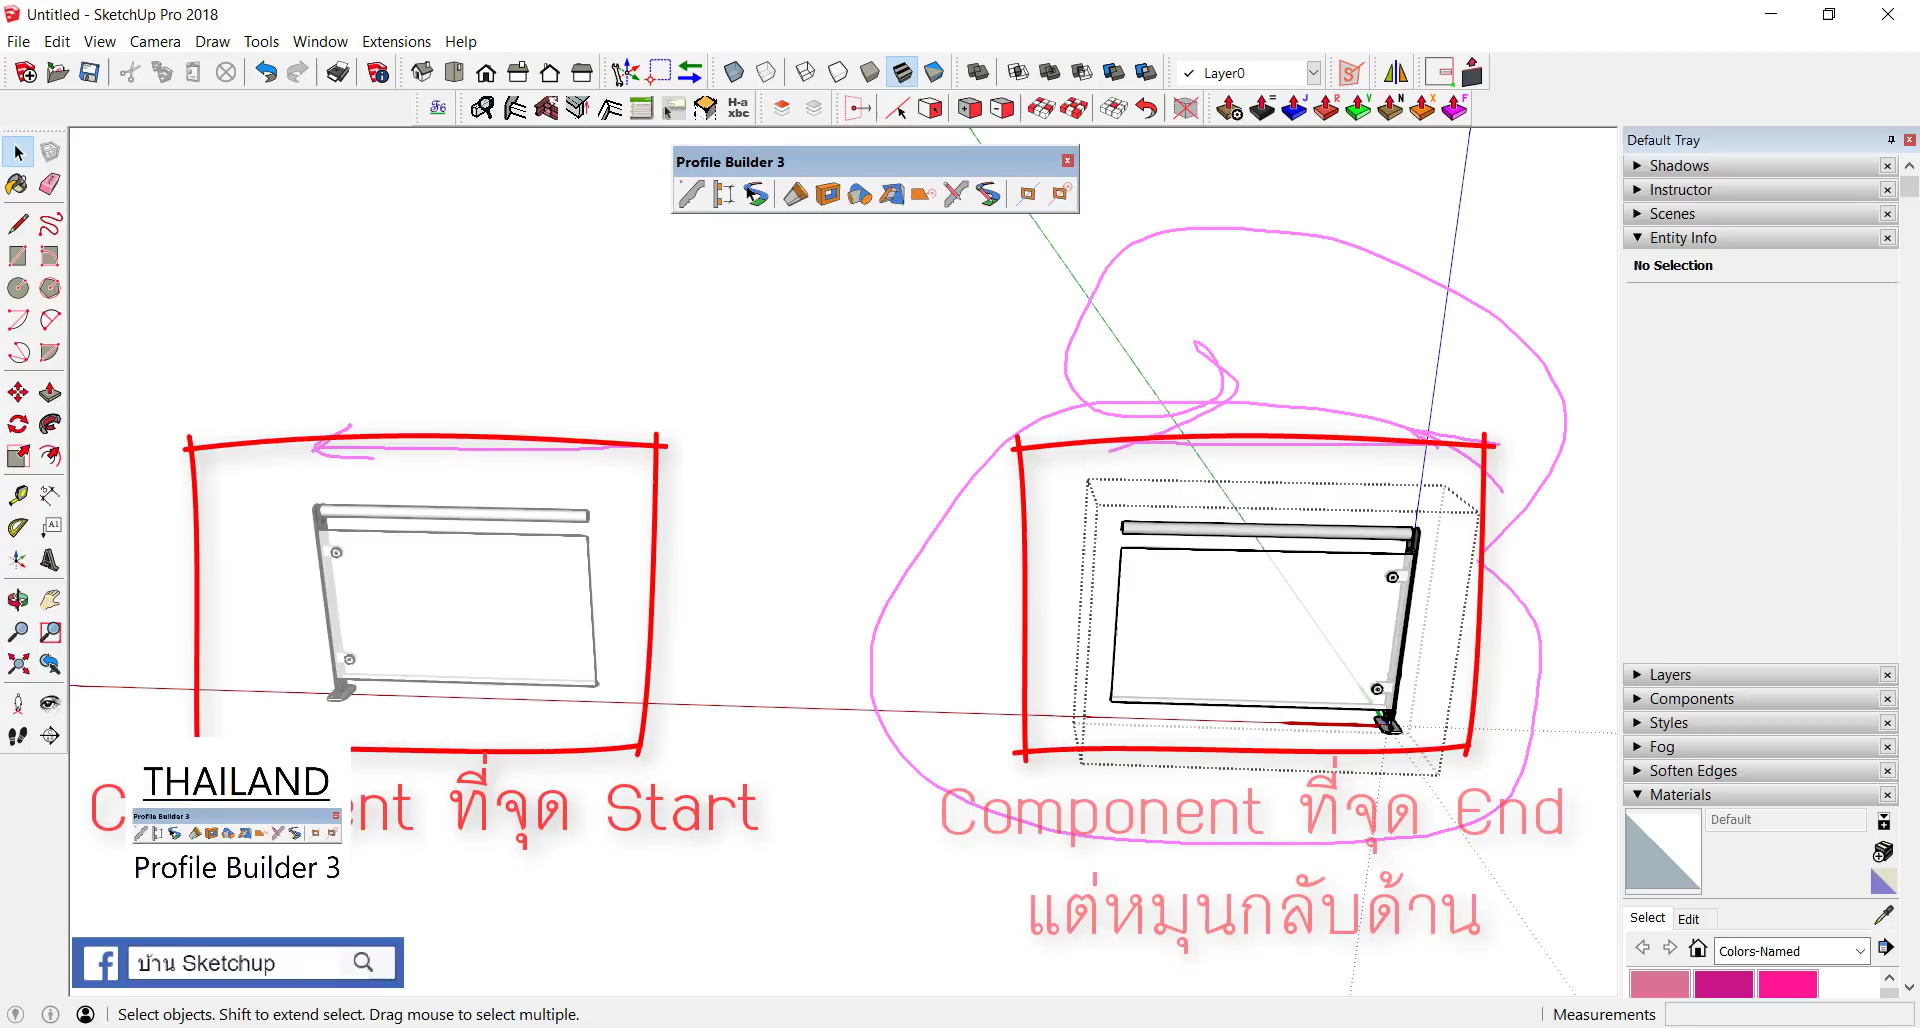 Untitled - SketchUp Pro 2018
File Edit View Camera Draw Tools Window Extensions Help
Layer0
H-a
xbc
Default Tray
Profile Builder 3
Shadows
Instructor
Scenes
Entity Info
No Selection
Layers
Components
Styles
Fog
Soften Edges
Materials
Default
Select Edit
Colors-Named
THAILAND
Profile Builder 3
Profile Builder 3
ที่จุด Start
Component ที่จุด End
แต่หมุนกลับด้าน
บ้าน Sketchup
Select objects. Shift to extend select. Drag mouse to select multiple.
Measurements